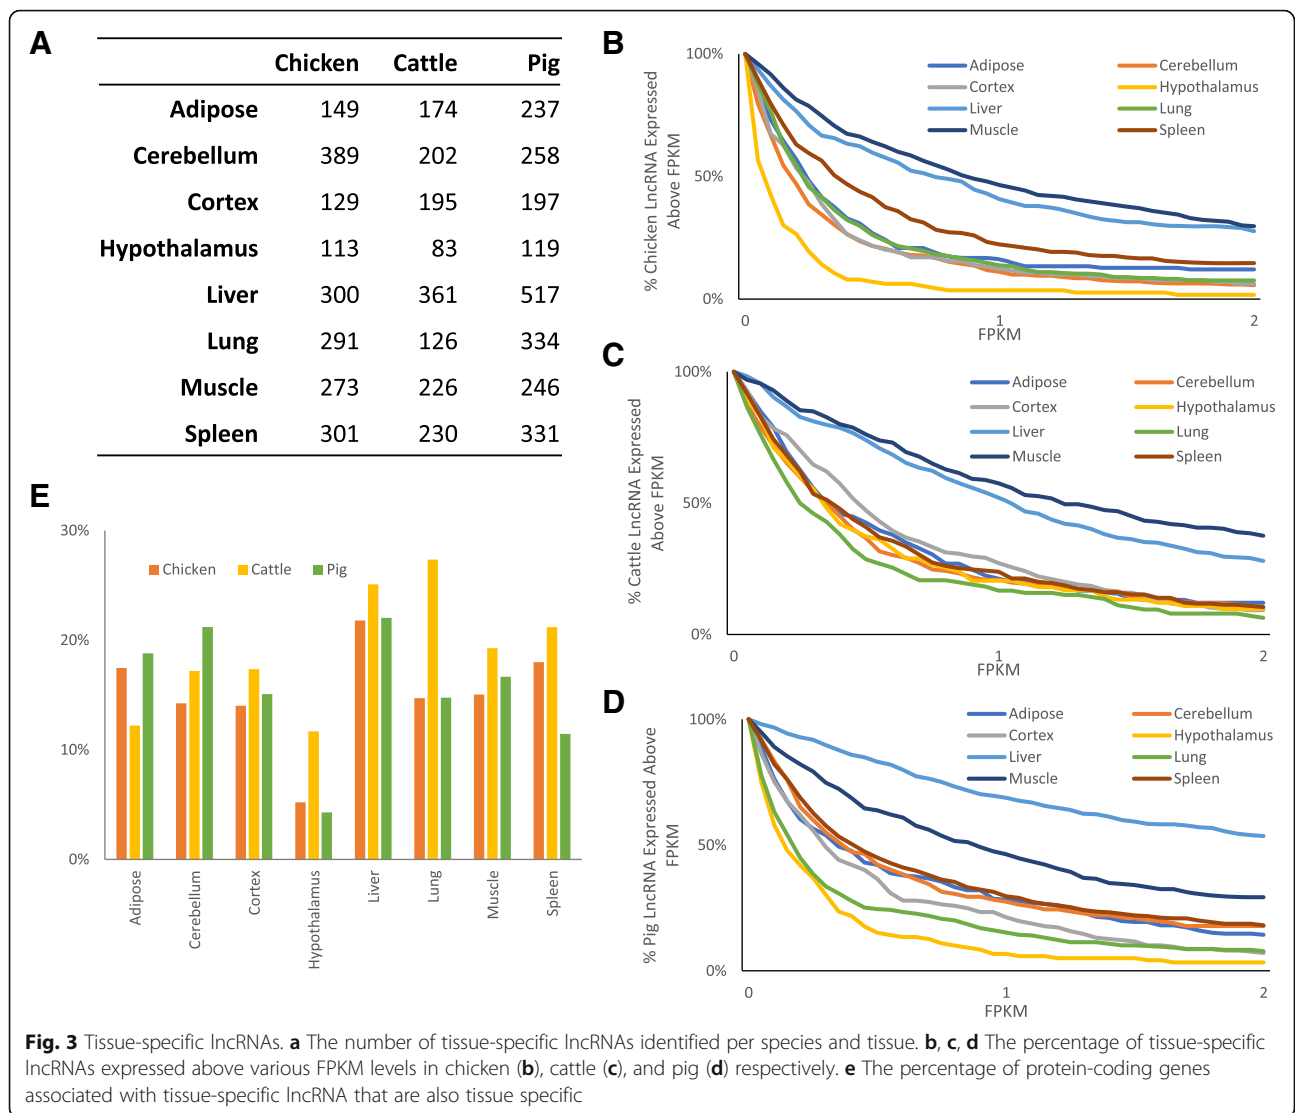 A
Chicken Cattle Pig
Adipose 149 174 237
Cerebellum 389 202 258
Cortex 129 195 197
Hypothalamus 113 83 119
Liver 300 361 517
Lung 291 126 334
Muscle 273 226 246
Spleen 301 230 331
B
% Chicken LncRNA Expressed
Above FPKM
100%
50%
0%
Adipose Cerebellum
Cortex Hypothalamus
Liver Lung
Muscle Spleen
0 1 2
FPKM
C
% Cattle LncRNA Expressed
Above FPKM
100%
50%
0%
Adipose Cerebellum
Cortex Hypothalamus
Liver Lung
Muscle Spleen
0 1 2
FPKM
D
% Pig LncRNA Expressed Above
FPKM
100%
50%
0%
Adipose Cerebellum
Cortex Hypothalamus
Liver Lung
Muscle Spleen
0 1 2
FPKM
E
30%
20%
10%
0%
Chicken Cattle Pig
Adipose
Cerebellum
Cortex
Hypothalamus
Liver
Lung
Muscle
Spleen
Fig. 3 Tissue-specific lncRNAs. a The number of tissue-specific lncRNAs identified per species and tissue. b, c, d The percentage of tissue-specific
lncRNAs expressed above various FPKM levels in chicken (b), cattle (c), and pig (d) respectively. e The percentage of protein-coding genes
associated with tissue-specific lncRNA that are also tissue specific